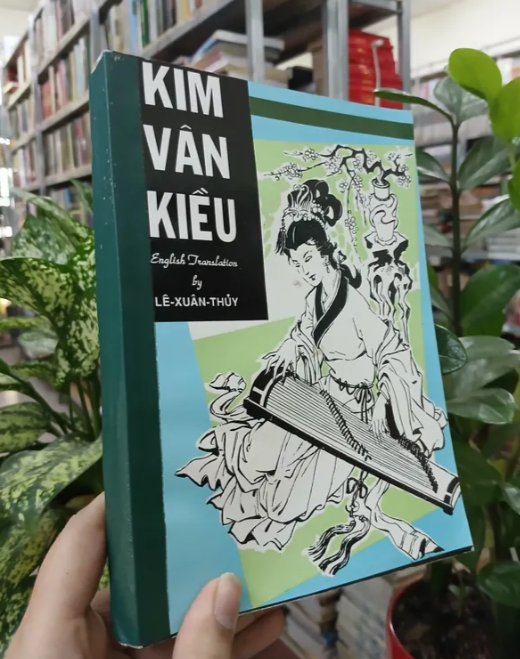 KIM
VÂN
KIỀU
English Translation
by
LÊ-XUÂN-THỦY